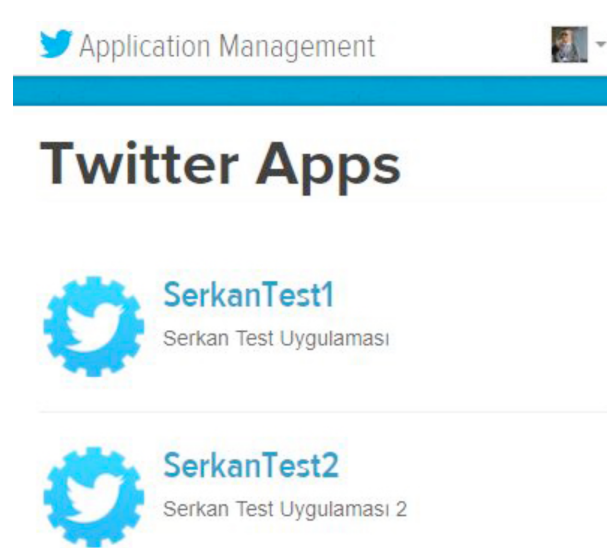 Application Management
Twitter Apps
SerkanTest1
Serkan Test Uygulaması
SerkanTest2
Serkan Test Uygulaması 2